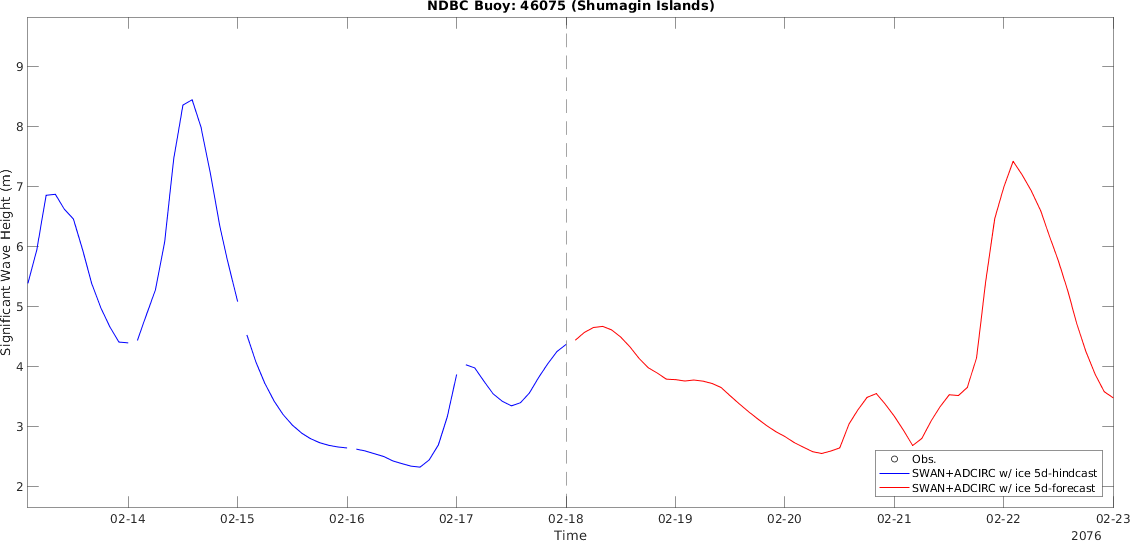 NDBC Buoy: 46075 (Shumagin Islands)
Significant Wave Height (m)
9
8
7
6
5
4
3
2
Obs.
SWAN+ADCIRC w/ ice 5d-hindcast
SWAN+ADCIRC w/ ice 5d-forecast
02-14 02-15 02-16 02-17 02-18 02-19 02-20 02-21 02-22 02-23
Time
2076